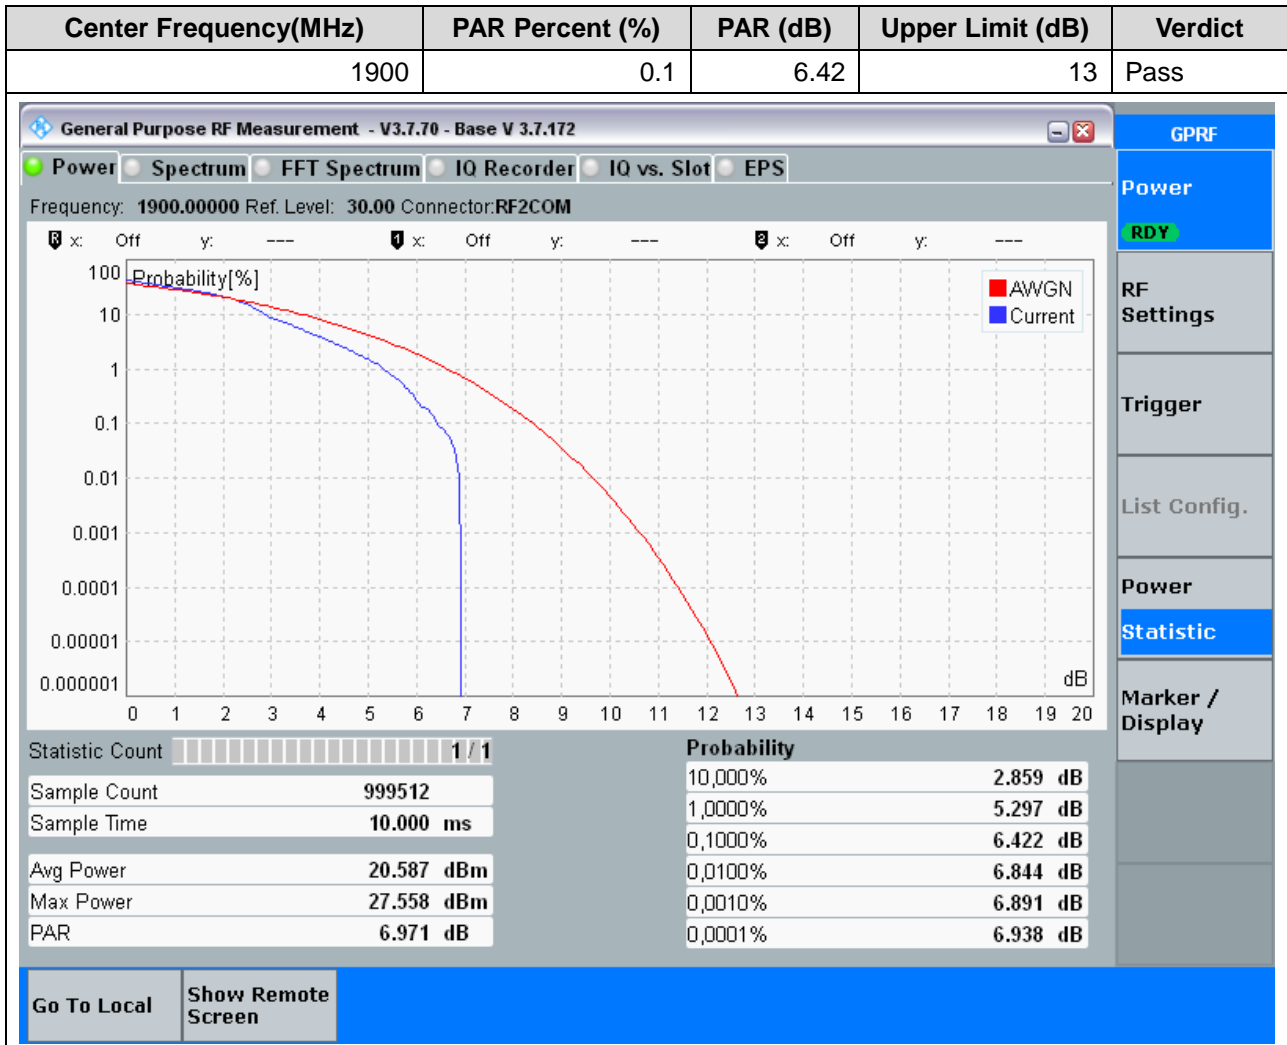 Center Frequency(MHz) PAR Percent (%) PAR (dB) Upper Limit (dB) Verdict
1900 0.1 6.42 13 Pass
General Purpose RF Measurement - V3.7.70 - Base V 3.7.172
GPRF
Power Spectrum FFT Spectrum IQ Recorder IQ vs. Slot EPS
Power
RDY
Frequency: 1900.00000 Ref. Level: 30.00 Connector:RF2COM
R x: Off y: --- 1 x: Off y: --- 2 x: Off y: ---
Probability[%]
AWGN
Current
100
10
1
0.1
0.01
0.001
0.0001
0.00001
0.000001
dB
0 1 2 3 4 5 6 7 8 9 10 11 12 13 14 15 16 17 18 19 20
RF
Settings
Trigger
List Config.
Power
Statistic
Marker /
Display
Statistic Count 1 / 1
Sample Count 999512
Sample Time 10.000 ms
Avg Power 20.587 dBm
Max Power 27.558 dBm
PAR 6.971 dB
Probability
10,000% 2.859 dB
1,0000% 5.297 dB
0,1000% 6.422 dB
0,0100% 6.844 dB
0,0010% 6.891 dB
0,0001% 6.938 dB
Go To Local
Show Remote
Screen